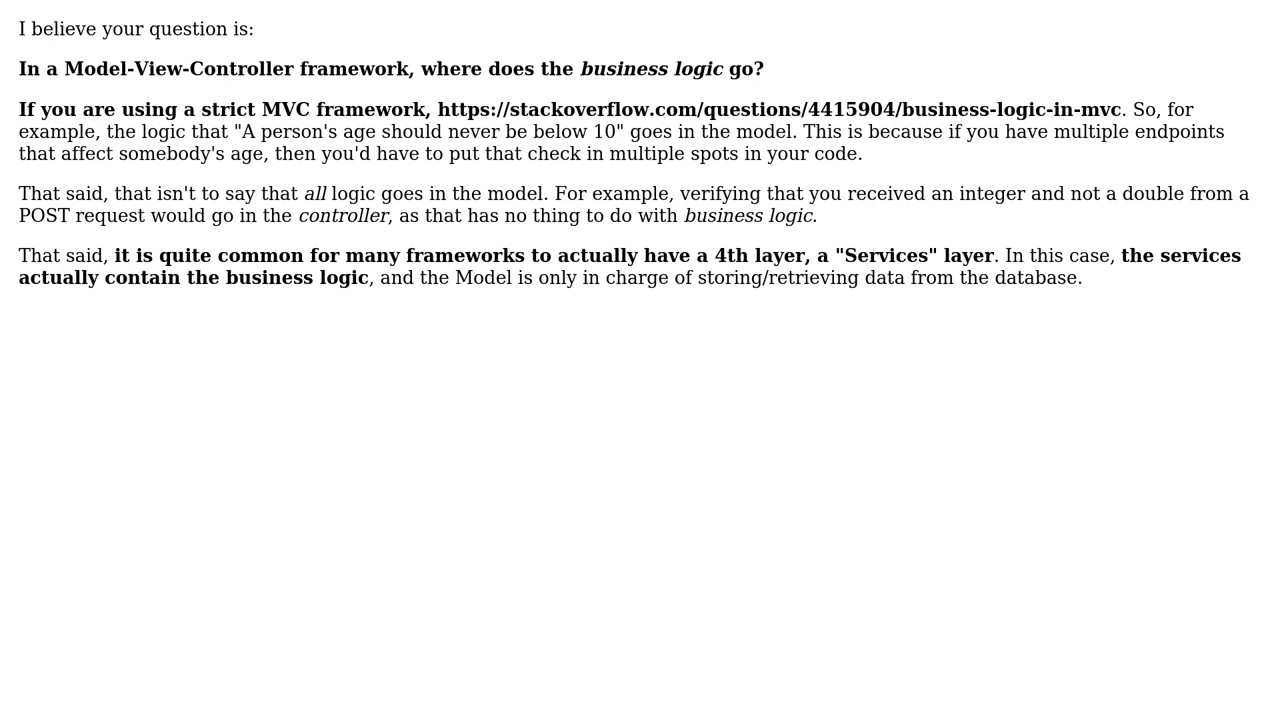 I believe your question is:
In a Model-View-Controller framework, where does the business logic go?
If you are using a strict MVC framework, https://stackoverflow.com/questions/4415904/business-logic-in-mvc. So, for
example, the logic that "A person's age should never be below 10" goes in the model. This is because if you have multiple endpoints
that affect somebody's age, then you'd have to put that check in multiple spots in your code.
That said, that isn't to say that all logic goes in the model. For example, verifying that you received an integer and not a double from a
POST request would go in the controller, as that has no thing to do with business logic.
That said, it is quite common for many frameworks to actually have a 4th layer, a "Services" layer. In this case, the services
actually contain the business logic, and the Model is only in charge of storing/retrieving data from the database.